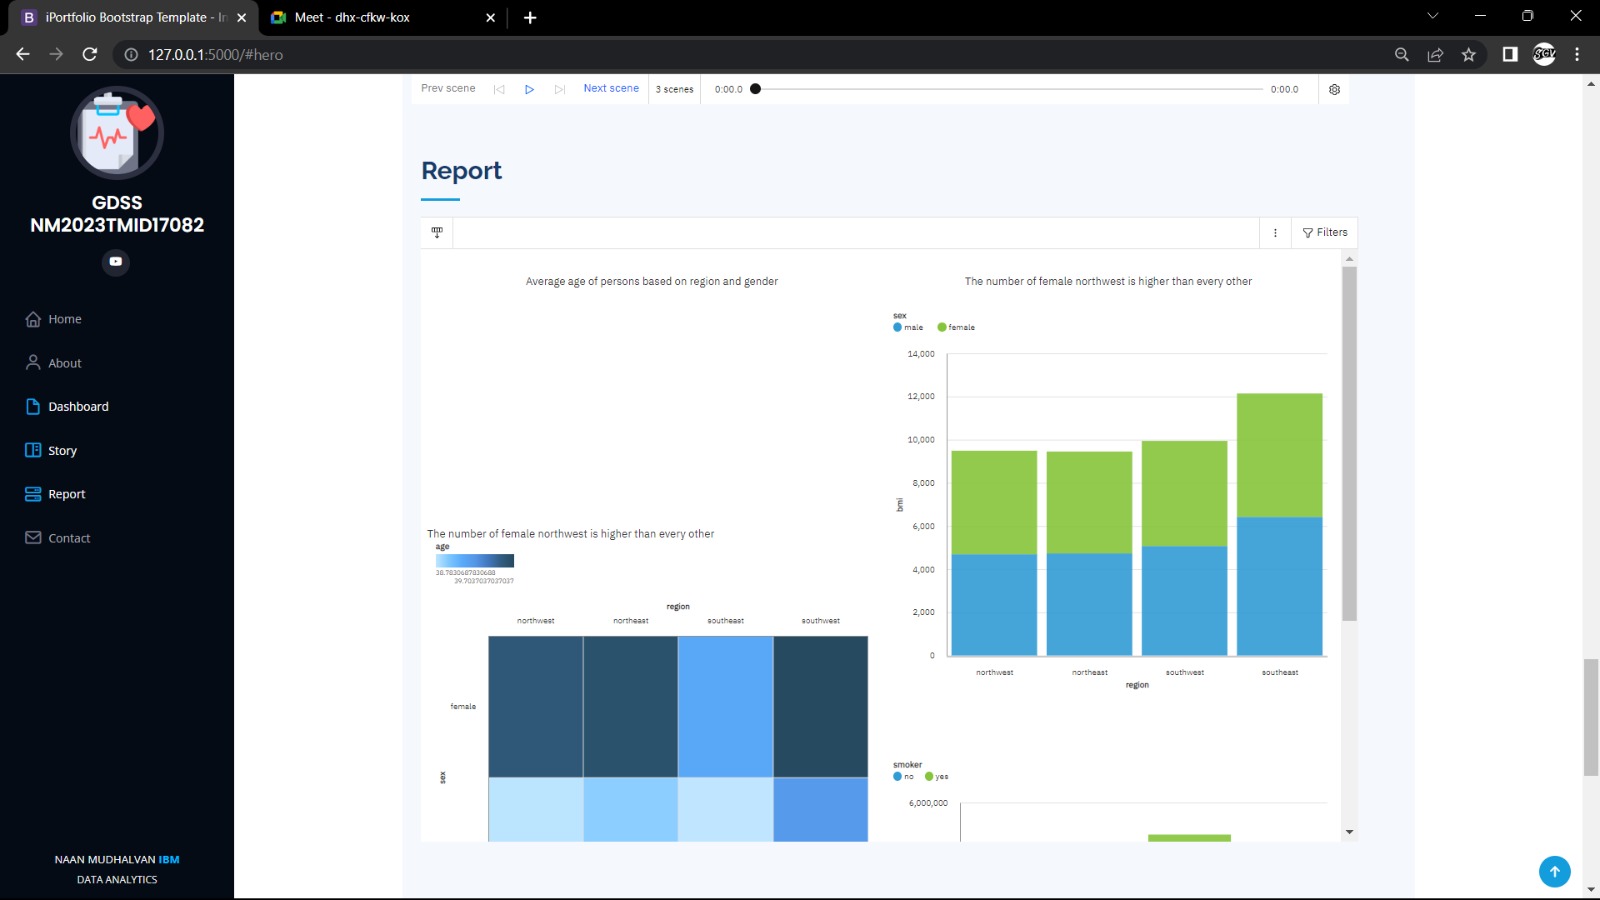 iPortfolio Bootstrap Template - In
Meet - dhx-cfkw-kox
127.0.0.1:5000/#hero
GDSS
NM2023TMID17082
Home
About
Dashboard
Story
Report
Contact
NAAN MUDHALVAN IBM
DATA ANALYTICS
Prev scene
Next scene
3 scenes
0:00.0
0:00.0
Report
Filters
Average age of persons based on region and gender
The number of female northwest is higher than every other
age
38.7830687830688
39.7037037037037
region
northwest northeast southeast southwest
female
sex
The number of female northwest is higher than every other
sex
male female
14,000
12,000
10,000
8,000
6,000
4,000
2,000
0
bmi
northwest northeast southwest southeast
region
smoker
no yes
6,000,000